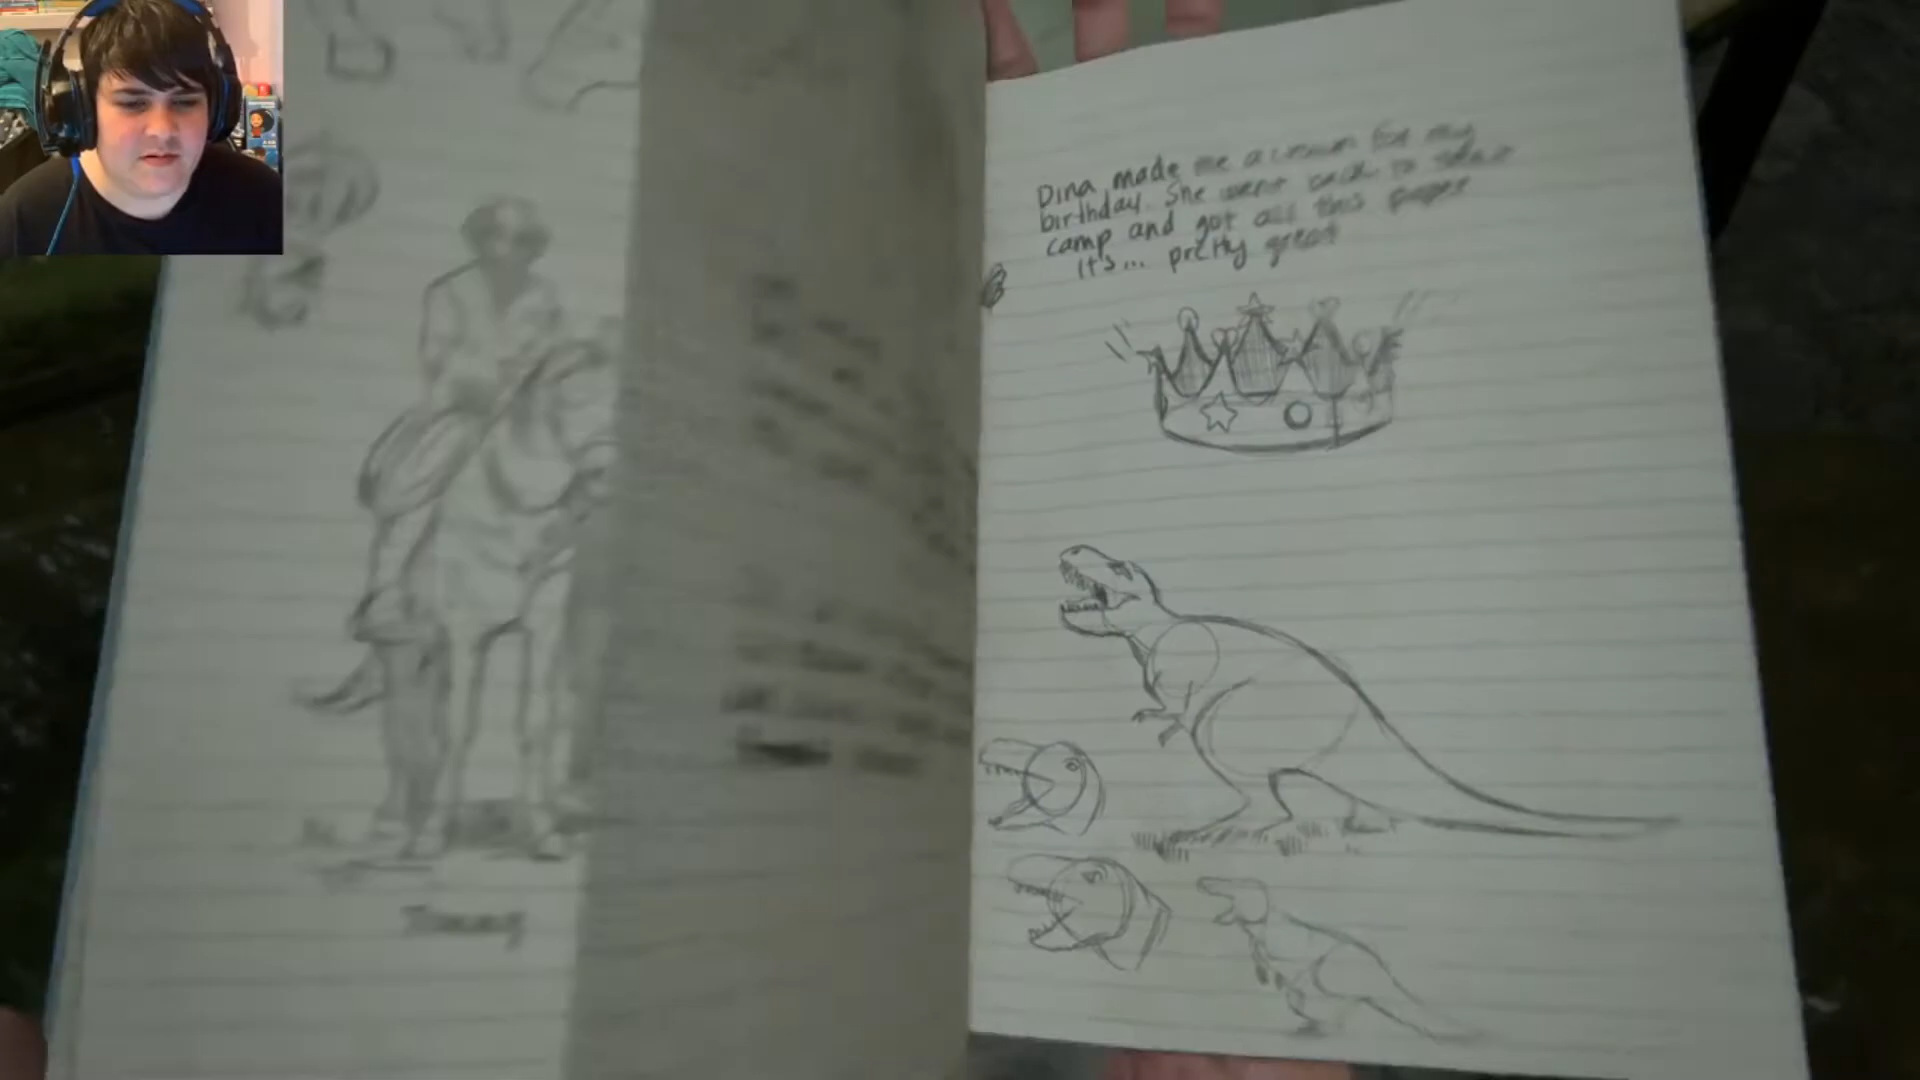 Dina made me a crown for my
birthday. She went back to
camp and got all this paper
It's... pretty great
Tommy